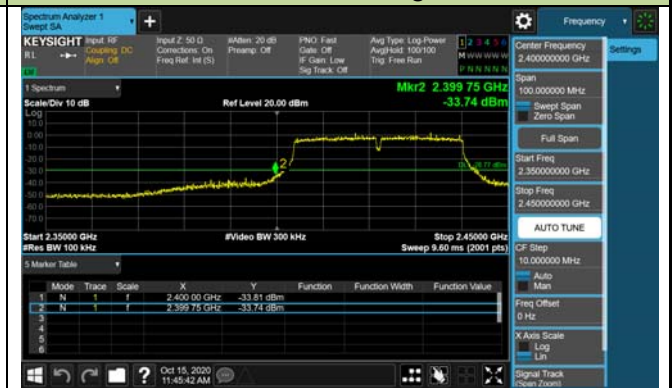 Spectrum Analyzer 1
Swept SA
Frequency
KEYSIGHT
RL
Input: RF
Coupling: DC
Align: Off
Input Z: 50 Ω
Corrections: On
Freq Ref: Int (S)
#Atten: 20 dB
Preamp: Off
PNO: Fast
Gate: Off
IF Gain: Low
Sig Track: Off
Avg Type: Log-Power
Avg|Hold: 100/100
Trig: Free Run
1 2 3 4 5 6
M W W W W W
P N N N N N
1 Spectrum
Scale/Div 10 dB
Log
Ref Level 20.00 dBm
Mkr2 2.399 75 GHz
-33.74 dBm
10.0
0.00
-10.0
-20.0
-30.0
-40.0
-50.0
-60.0
-70.0
2
Start 2.35000 GHz
#Res BW 100 kHz
#Video BW 300 kHz
Stop 2.45000 GHz
Sweep 9.60 ms (2001 pts)
5 Marker Table
Mode Trace Scale X Y Function Function Width Function Value
1 N 1 f 2.400 00 GHz -33.81 dBm
2 N 1 f 2.399 75 GHz -33.74 dBm
3
4
5
6
Oct 15, 2020
11:45:42 AM
Center Frequency
2.400000000 GHz
Settings
Span
100.000000 MHz
Swept Span
Zero Span
Full Span
Start Freq
2.350000000 GHz
Stop Freq
2.450000000 GHz
AUTO TUNE
CF Step
10.000000 MHz
Auto
Man
Freq Offset
0 Hz
X Axis Scale
Log
Lin
Signal Track
(Span Zoom)